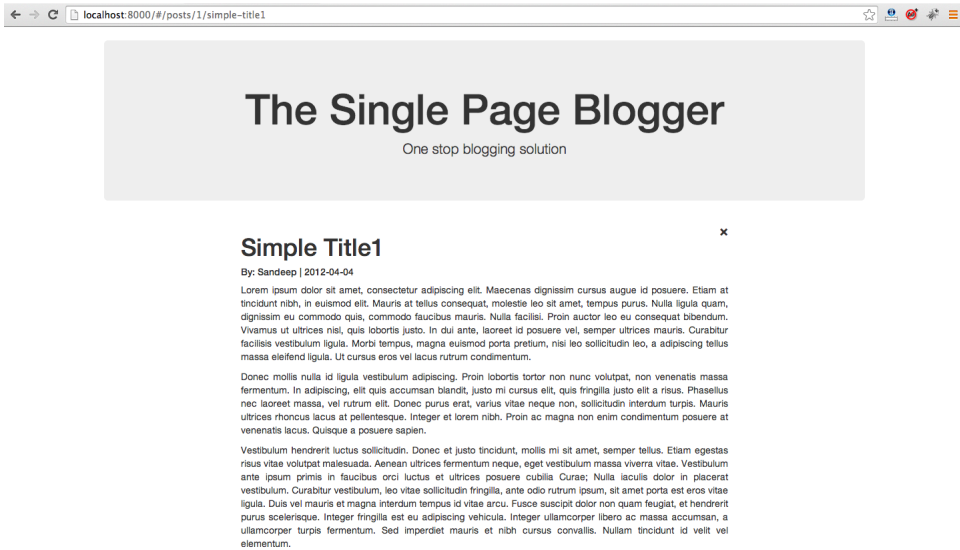 localhost:8000/#/posts/1/simple-title1
The Single Page Blogger
One stop blogging solution
Simple Title1
By: Sandeep | 2012-04-04
Lorem ipsum dolor sit amet, consectetur adipiscing elit. Maecenas dignissim cursus augue id posuere. Etiam at
tincidunt nibh, in euismod elit. Mauris at tellus consequat, molestie leo sit amet, tempus purus. Nulla ligula quam,
dignissim eu commodo quis, commodo faucibus mauris. Nulla facilisi. Proin auctor leo eu consequat bibendum.
Vivamus ut ultrices nisl, quis lobortis justo. In dui ante, laoreet id posuere vel, semper ultrices mauris. Curabitur
facilisis vestibulum ligula. Morbi tempus, magna euismod porta pretium, nisi leo sollicitudin leo, a adipiscing tellus
massa eleifend ligula. Ut cursus eros vel lacus rutrum condimentum.
Donec mollis nulla id ligula vestibulum adipiscing. Proin lobortis tortor non nunc volutpat, non venenatis massa
fermentum. In adipiscing, elit quis accumsan blandit, justo mi cursus elit, quis fringilla justo elit a risus. Phasellus
nec laoreet massa, vel rutrum elit. Donec purus erat, varius vitae neque non, sollicitudin interdum turpis. Mauris
ultrices rhoncus lacus at pellentesque. Integer et lorem nibh. Proin ac magna non enim condimentum posuere at
venenatis lacus. Quisque a posuere sapien.
Vestibulum hendrerit luctus sollicitudin. Donec et justo tincidunt, mollis mi sit amet, semper tellus. Etiam egestas
risus vitae volutpat malesuada. Aenean ultrices fermentum neque, eget vestibulum massa viverra vitae. Vestibulum
ante ipsum primis in faucibus orci luctus et ultrices posuere cubilia Curae; Nulla iaculis dolor in placerat
vestibulum. Curabitur vestibulum, leo vitae sollicitudin fringilla, ante odio rutrum ipsum, sit amet porta est eros vitae
ligula. Duis vel mauris et magna interdum tempus id vitae arcu. Fusce suscipit dolor non quam feugiat, et hendrerit
purus scelerisque. Integer fringilla est eu adipiscing vehicula. Integer ullamcorper libero ac massa accumsan, a
ullamcorper turpis fermentum. Sed imperdiet mauris et nibh cursus convallis. Nullam tincidunt id velit vel
elementum.